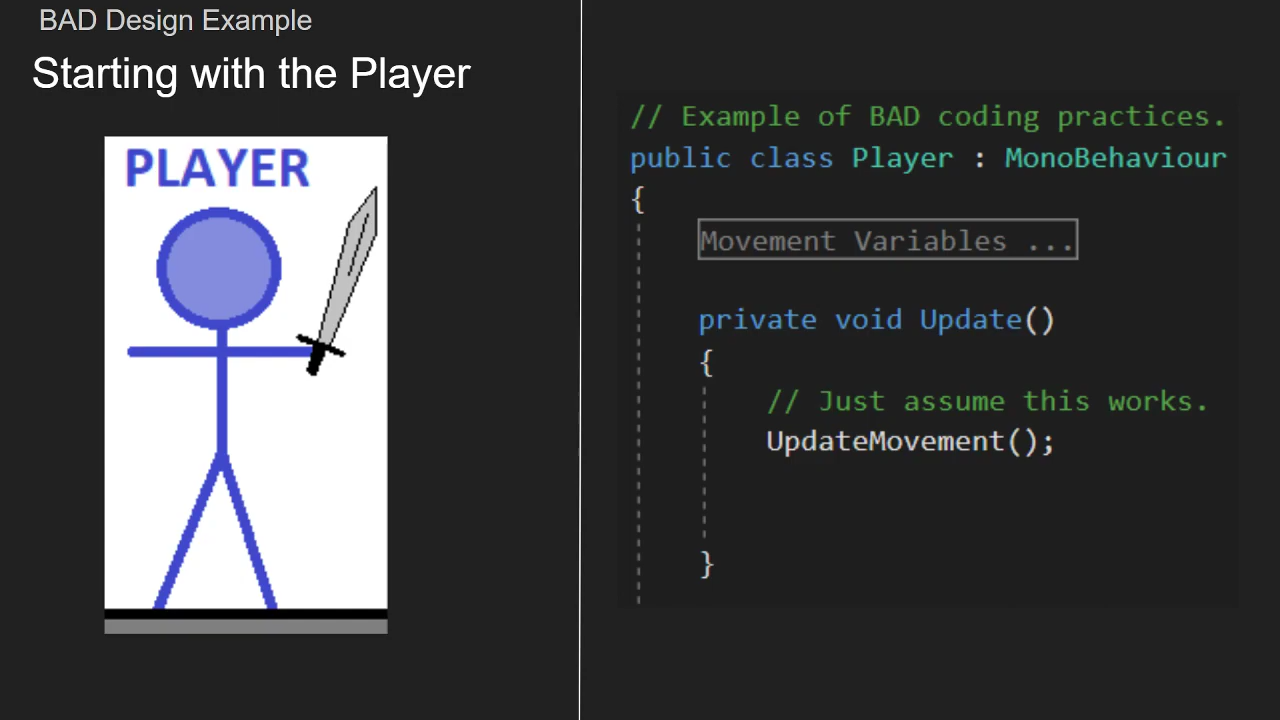 BAD Design Example
Starting with the Player
PLAYER
// Example of BAD coding practices.
public class Player : MonoBehaviour
{
Movement Variables ...
private void Update()
{
// Just assume this works.
UpdateMovement();
}